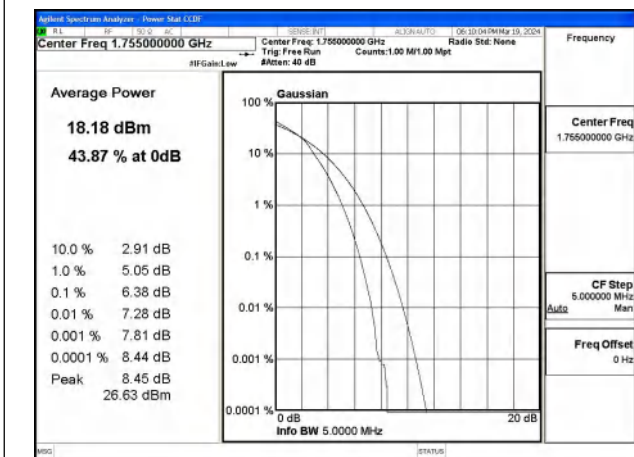 Agilent Spectrum Analyzer - Power Stat CCDF
RL RF 50 Ω AC SENSE:INT ALIGN AUTO 06:10:04 PM Mar 19, 2024
Center Freq 1.755000000 GHz
Center Freq: 1.755000000 GHz Radio Std: None
Trig: Free Run Counts:1.00 M/1.00 Mpt
#IFGain:Low #Atten: 40 dB
Frequency
Average Power
18.18 dBm
43.87 % at 0dB
10.0 % 2.91 dB
1.0 % 5.05 dB
0.1 % 6.38 dB
0.01 % 7.28 dB
0.001 % 7.81 dB
0.0001 % 8.44 dB
Peak 8.45 dB
26.63 dBm
Gaussian
100 %
10 %
1 %
0.1 %
0.01 %
0.001 %
0.0001 %
0 dB 20 dB
Info BW 5.0000 MHz
Center Freq
1.755000000 GHz
CF Step
5.000000 MHz
Auto Man
Freq Offset
0 Hz
MSG STATUS